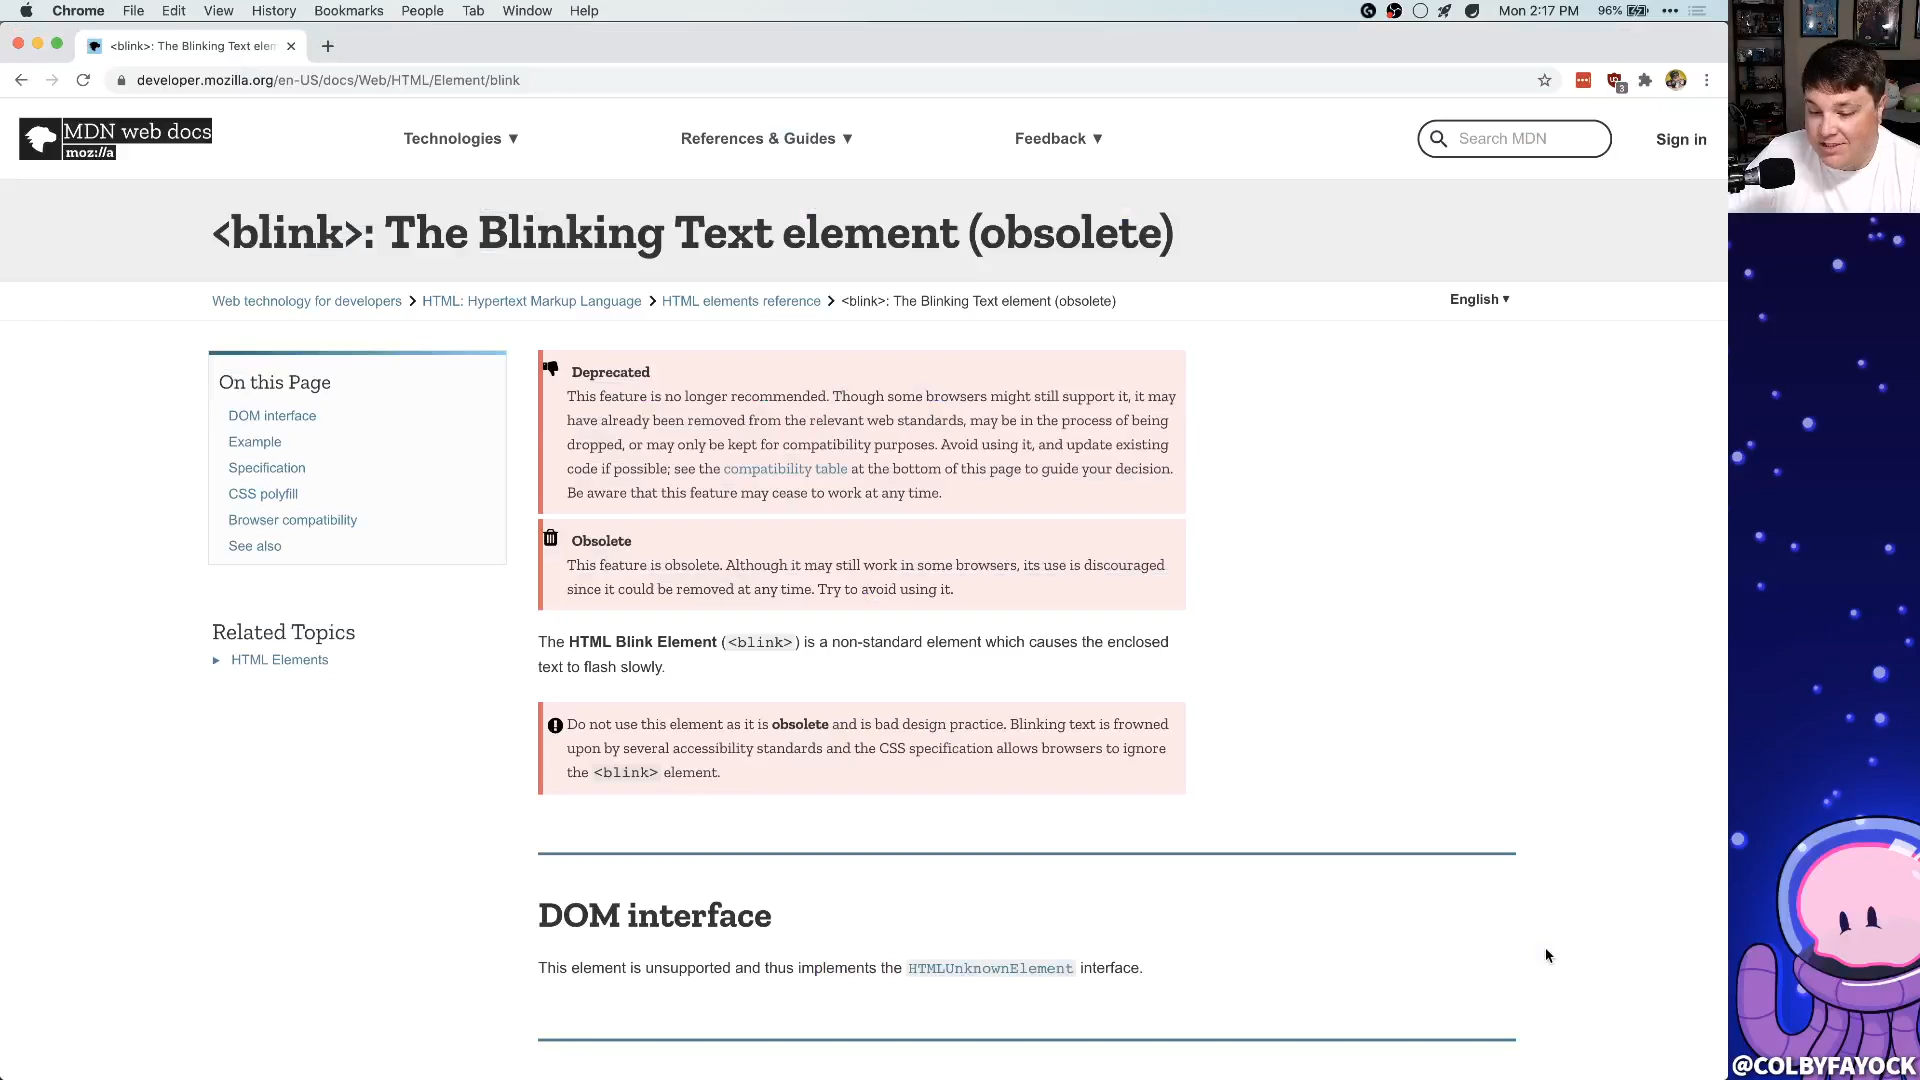 Chrome File Edit View History Bookmarks People Tab Window Help
Mon 2:17 PM 96%
<blink>: The Blinking Text elem
developer.mozilla.org/en-US/docs/Web/HTML/Element/blink
3
MDN web docs
moz://a
Technologies ▼
References & Guides ▼
Feedback ▼
Search MDN
Sign in
<blink>: The Blinking Text element (obsolete)
Web technology for developers > HTML: Hypertext Markup Language > HTML elements reference > <blink>: The Blinking Text element (obsolete)
English ▼
On this Page
DOM interface
Example
Specification
CSS polyfill
Browser compatibility
See also
Related Topics
HTML Elements
Deprecated
This feature is no longer recommended. Though some browsers might still support it, it may
have already been removed from the relevant web standards, may be in the process of being
dropped, or may only be kept for compatibility purposes. Avoid using it, and update existing
code if possible; see the compatibility table at the bottom of this page to guide your decision.
Be aware that this feature may cease to work at any time.
Obsolete
This feature is obsolete. Although it may still work in some browsers, its use is discouraged
since it could be removed at any time. Try to avoid using it.
The HTML Blink Element (<blink>) is a non-standard element which causes the enclosed
text to flash slowly.
Do not use this element as it is obsolete and is bad design practice. Blinking text is frowned
upon by several accessibility standards and the CSS specification allows browsers to ignore
the <blink> element.
DOM interface
This element is unsupported and thus implements the HTMLUnknownElement interface.
@COLBYFAYOCK